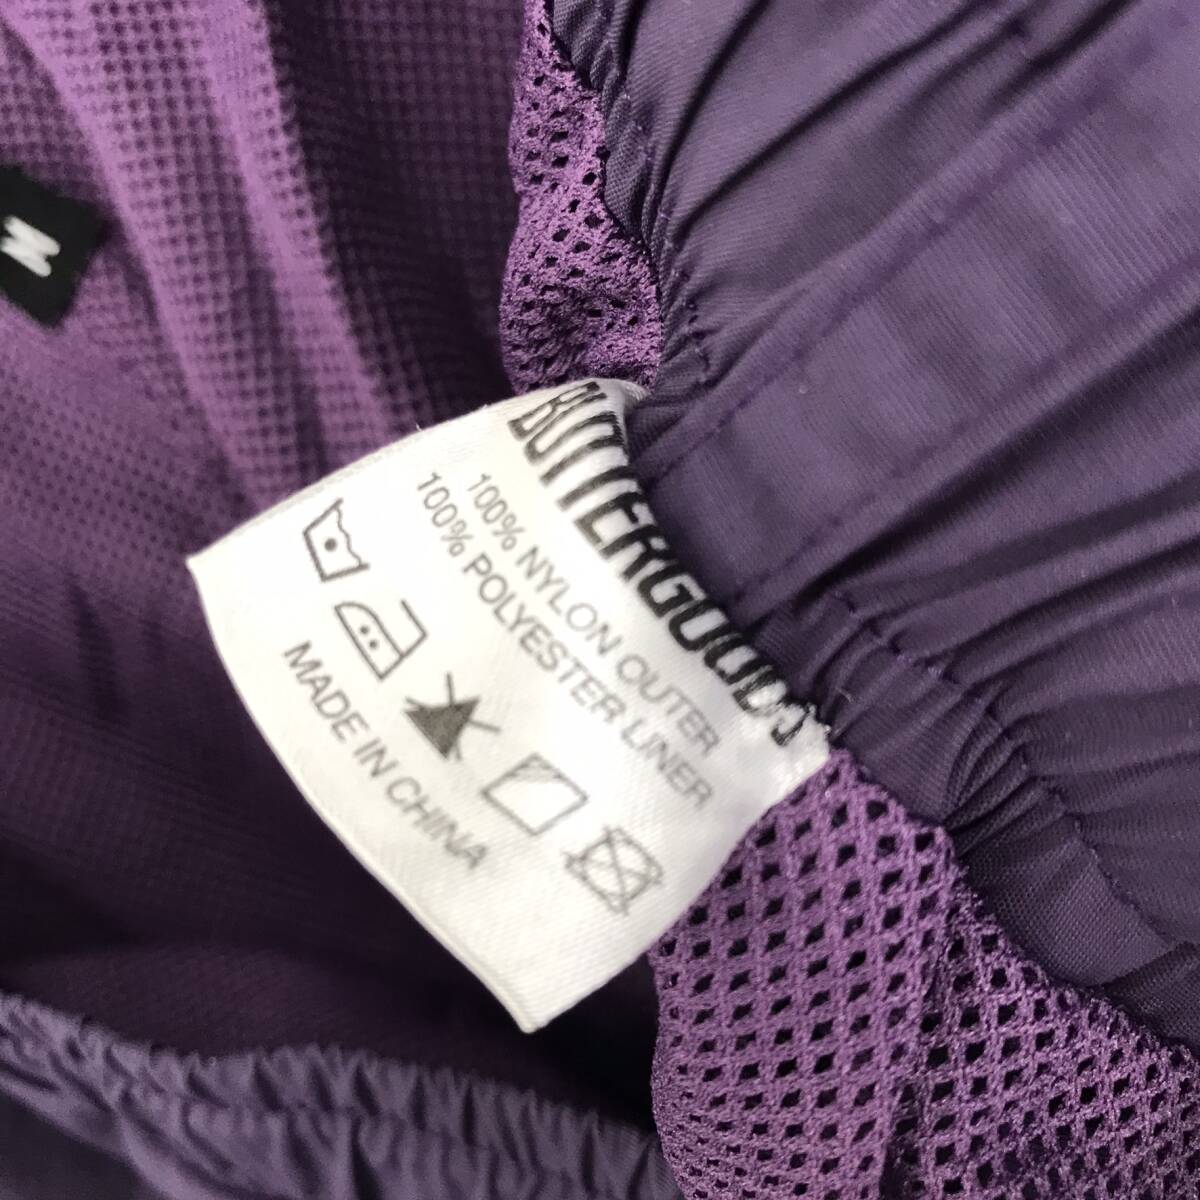 BUTTERGOODS
100% NYLON OUTER
100% POLYESTER LINER
MADE IN CHINA
M